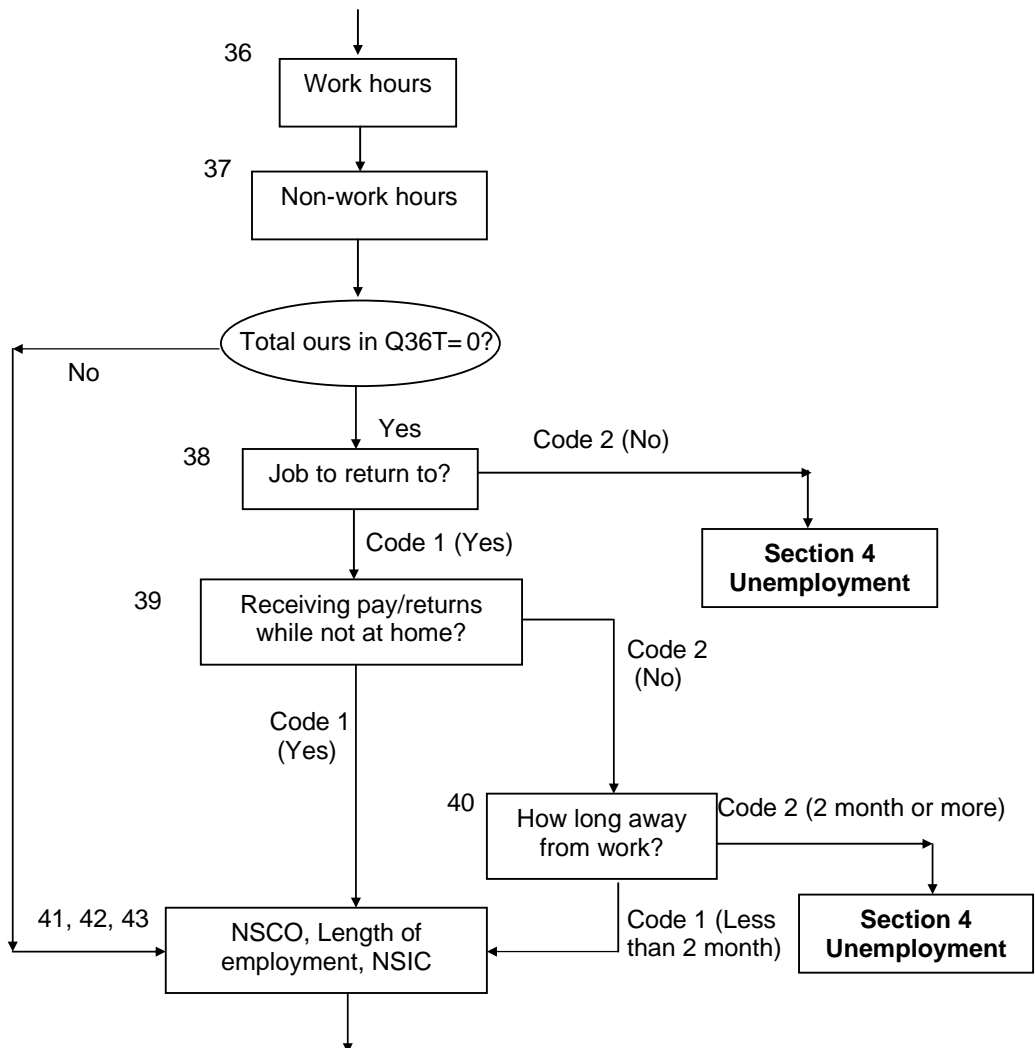 36
Work hours
37
Non-work hours
Total ours in Q36T= 0?
No
Yes
Code 2 (No)
38
Job to return to?
Code 1 (Yes)
Section 4
Unemployment
39
Receiving pay/returns
while not at home?
Code 2
(No)
Code 1
(Yes)
40
How long away
from work?
Code 2 (2 month or more)
41, 42, 43
NSCO, Length of
employment, NSIC
Code 1 (Less
than 2 month)
Section 4
Unemployment